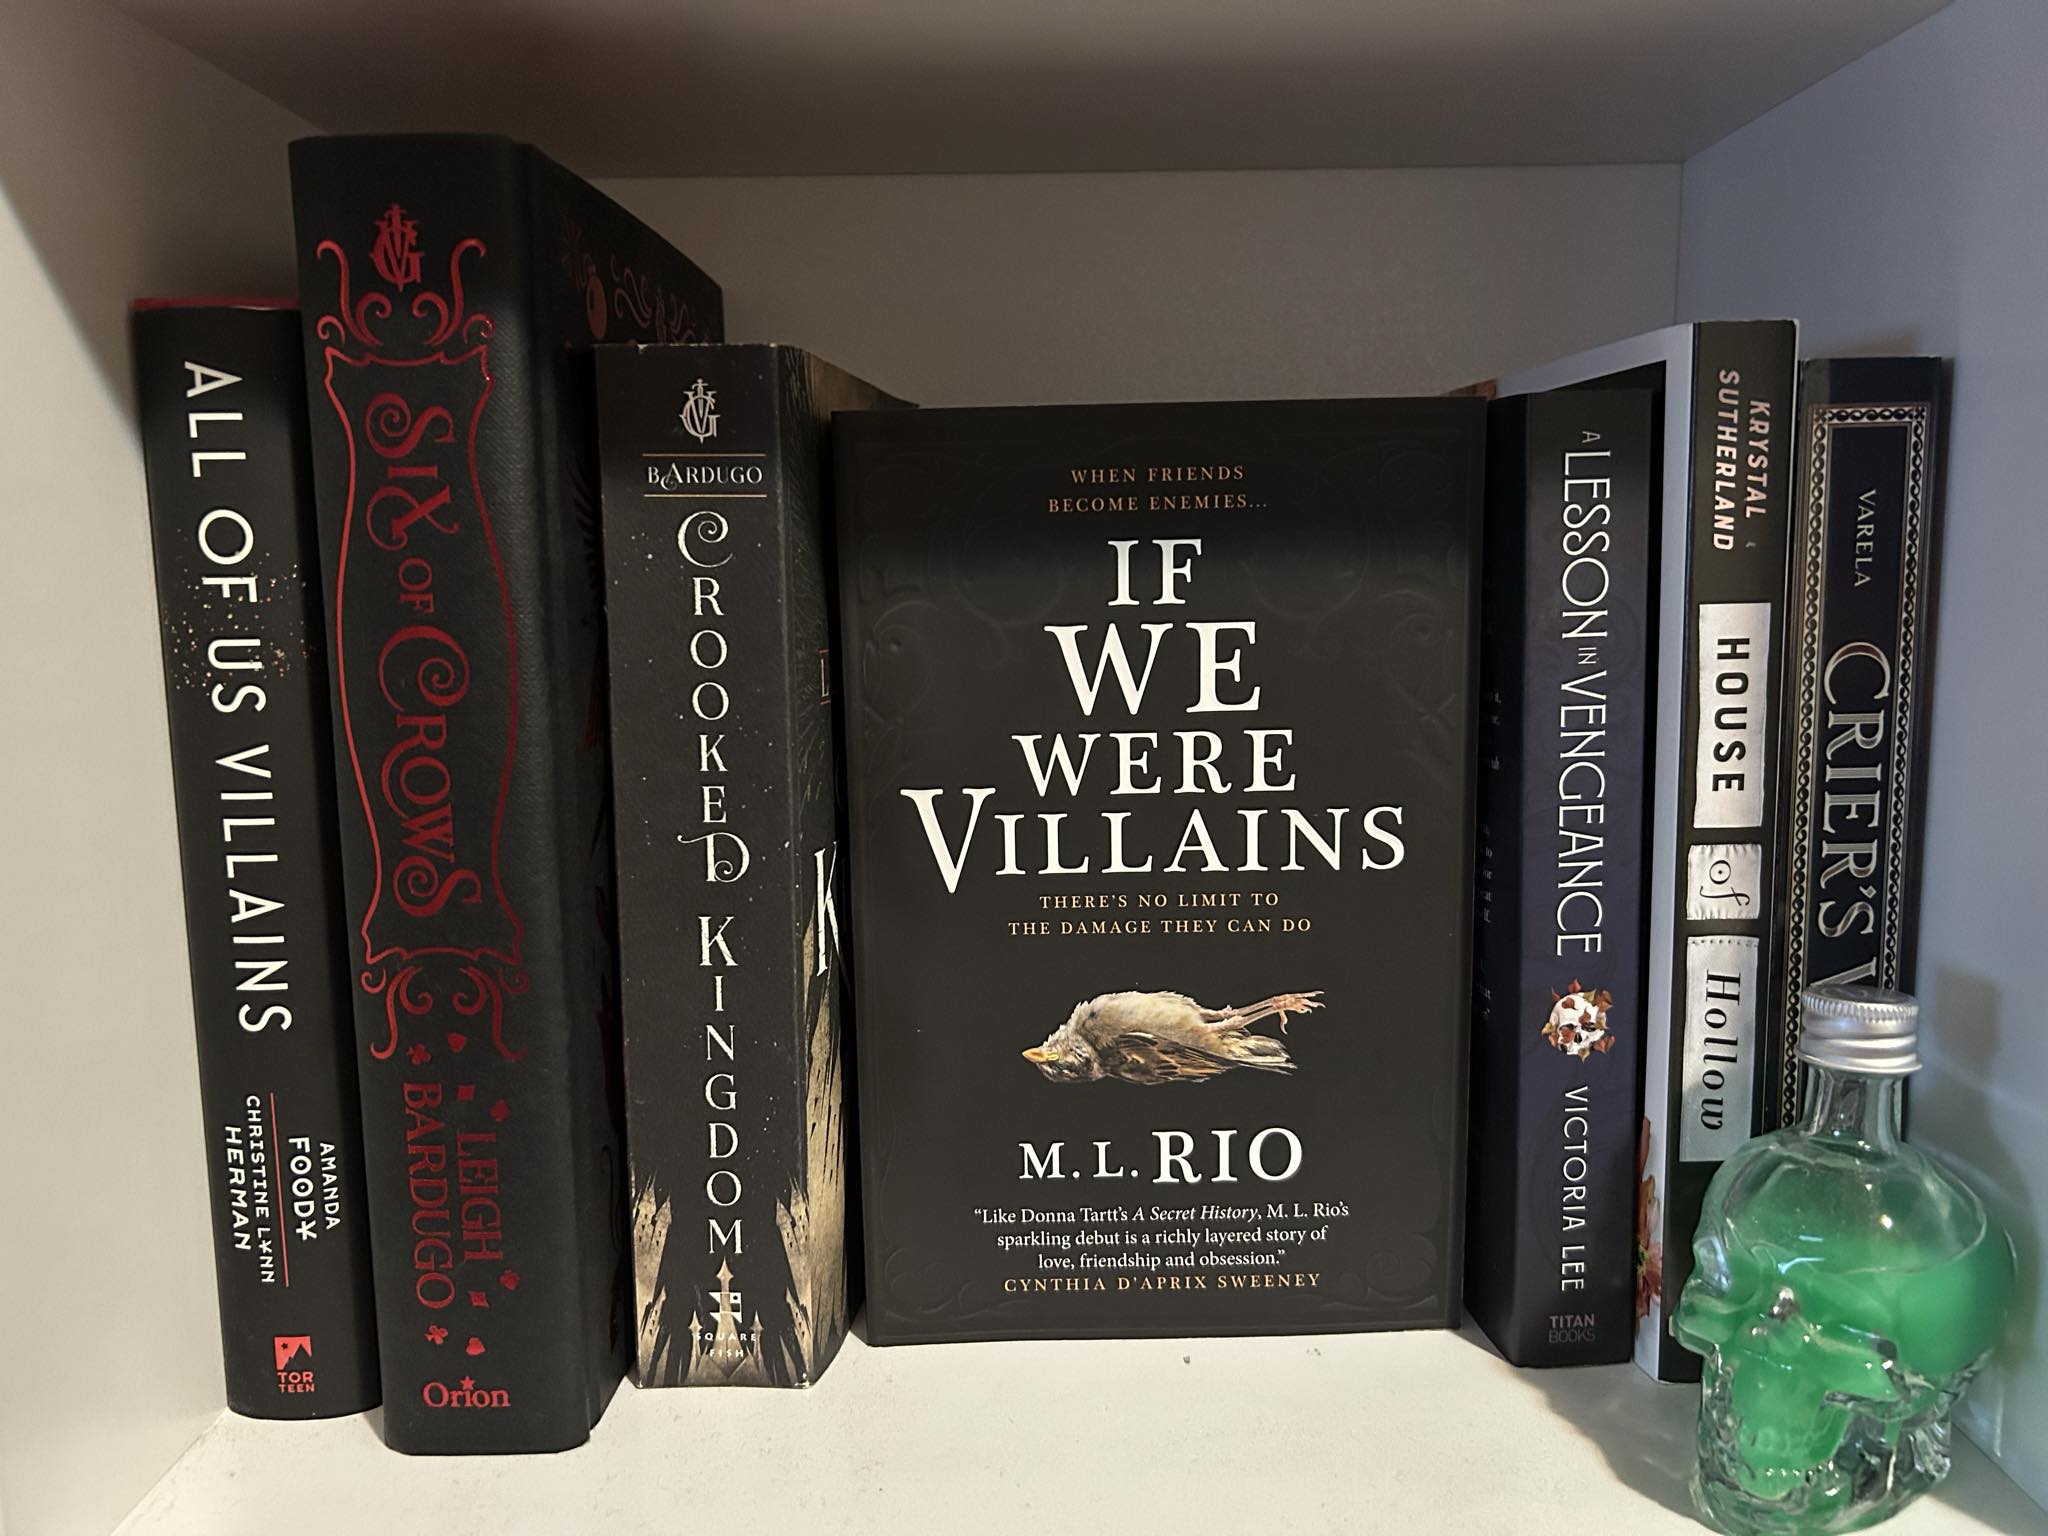 ALL OF US VILLAINS
AMANDA
FOODY
CHRISTINE LYNN
HERMAN
TOR
TEEN
SIX OF CROWS
LEIGH
BARDUGO
Orion
BARDUGO
CROOKED KINGDOM
SQUARE
FISH
K
WHEN FRIENDS
BECOME ENEMIES...
IF
WE
WERE
VILLAINS
THERE'S NO LIMIT TO
THE DAMAGE THEY CAN DO
M. L. RIO
“Like Donna Tartt's A Secret History, M. L. Rio's
sparkling debut is a richly layered story of
love, friendship and obsession.”
CYNTHIA D'APRIX SWEENEY
A LESSON IN VENGEANCE
VICTORIA LEE
TITAN
BOOKS
KRYSTAL
SUTHERLAND
HOUSE
of
Hollow
VARELA
CRIER'S